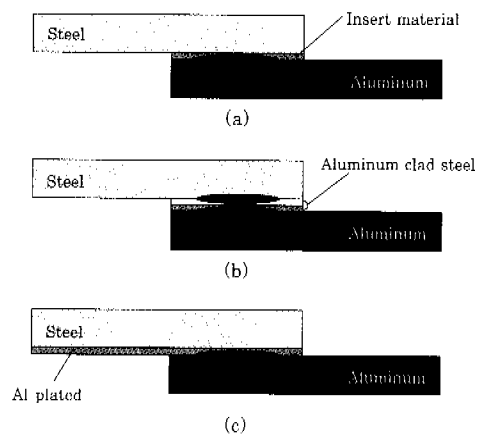 Insert material
Steel
Aluminum
(a)
Aluminum clad steel
Steel
Aluminum
(b)
Steel
Aluminum
Al plated
(c)